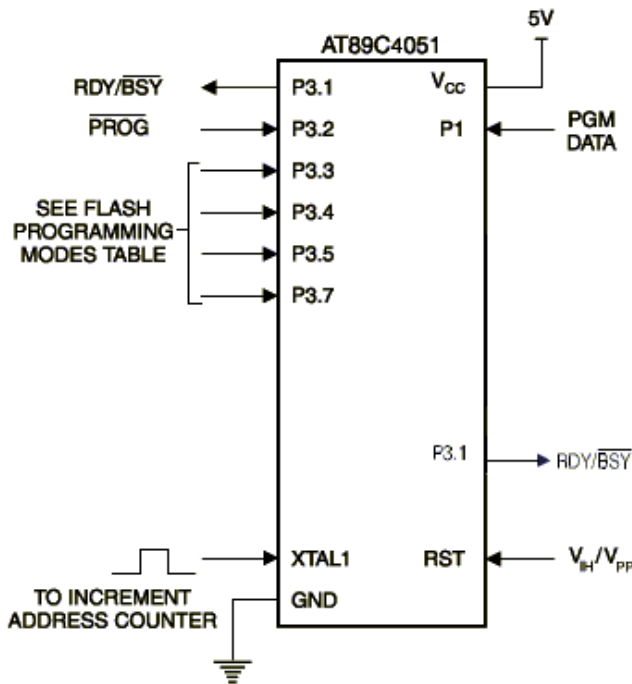 5V
AT89C4051
RDY/BSY
P3.1
VCC
PROG
P3.2
P1
PGM
DATA
P3.3
SEE FLASH
PROGRAMMING
MODES TABLE
P3.4
P3.5
P3.7
P3.1
RDY/BSY
XTAL1
RST
VIH/VPP
TO INCREMENT
ADDRESS COUNTER
GND